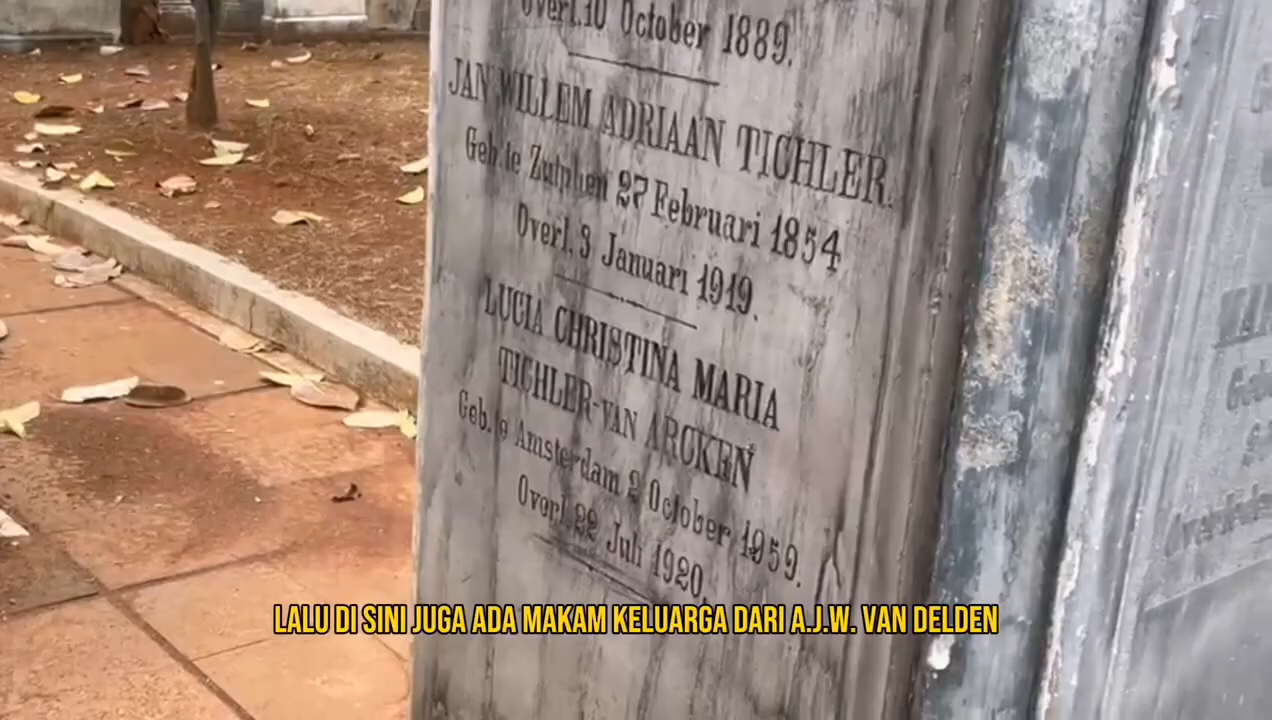 Overl. 10 October 1889.
JAN WILLEM ADRIAAN TICHLER.
Geb. te Zutphen 27 Februari 1854
Overl. 3 Januari 1919.
LUCIA CHRISTINA MARIA
TICHLER-VAN ARCKEN
Geb. te Amsterdam 2 October 1959.
Overl. 22 Juli 1920.
LALU DI SINI JUGA ADA MAKAM KELUARGA DARI A.J.W. VAN DELDEN